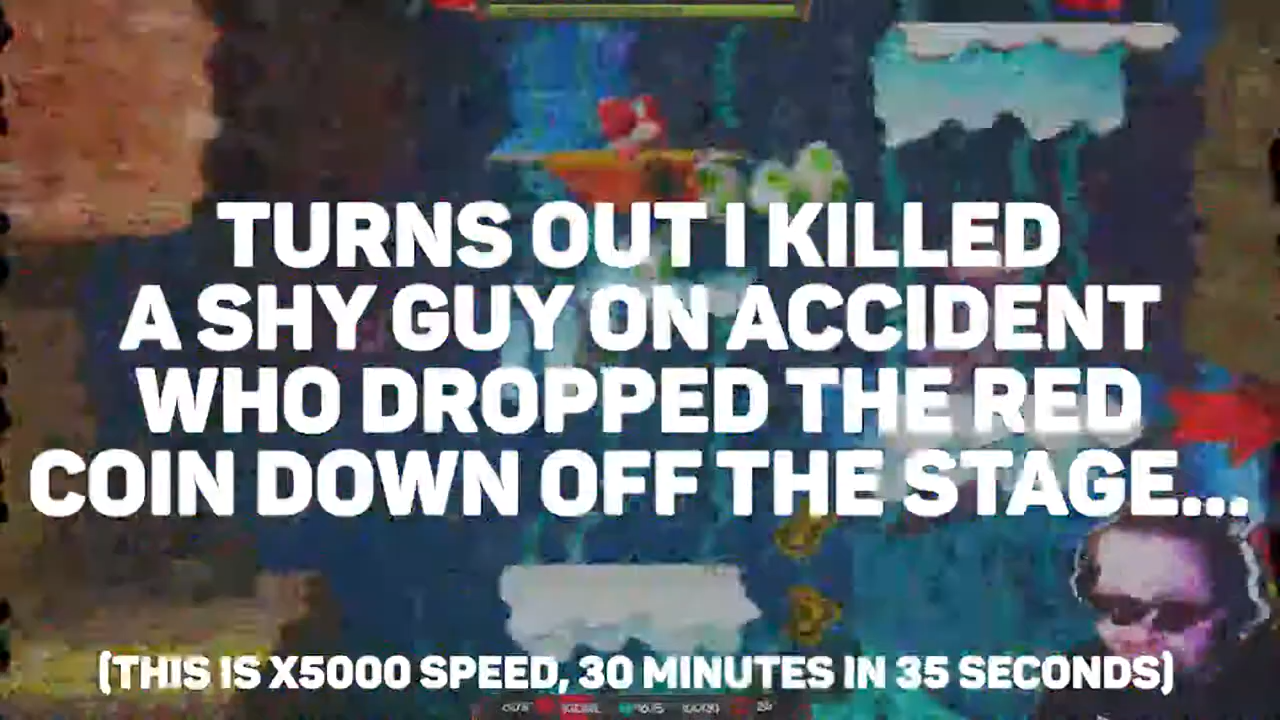 TURNS OUT I KILLED
A SHY GUY ON ACCIDENT
WHO DROPPED THE RED
COIN DOWN OFF THE STAGE...
(THIS IS X5000 SPEED, 30 MINUTES IN 35 SECONDS)